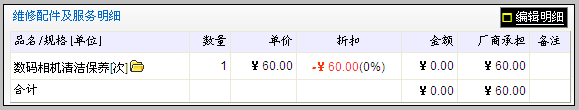 维修配件及服务明细 编辑明细
品名/规格[单位] 数量 单价 折扣 金额 厂商承担 备注
数码相机清洁保养[次] 1 ¥ 60.00 -¥ 60.00(0%) ¥ 0.00 ¥ 60.00
合计 ¥ 0.00 ¥ 60.00